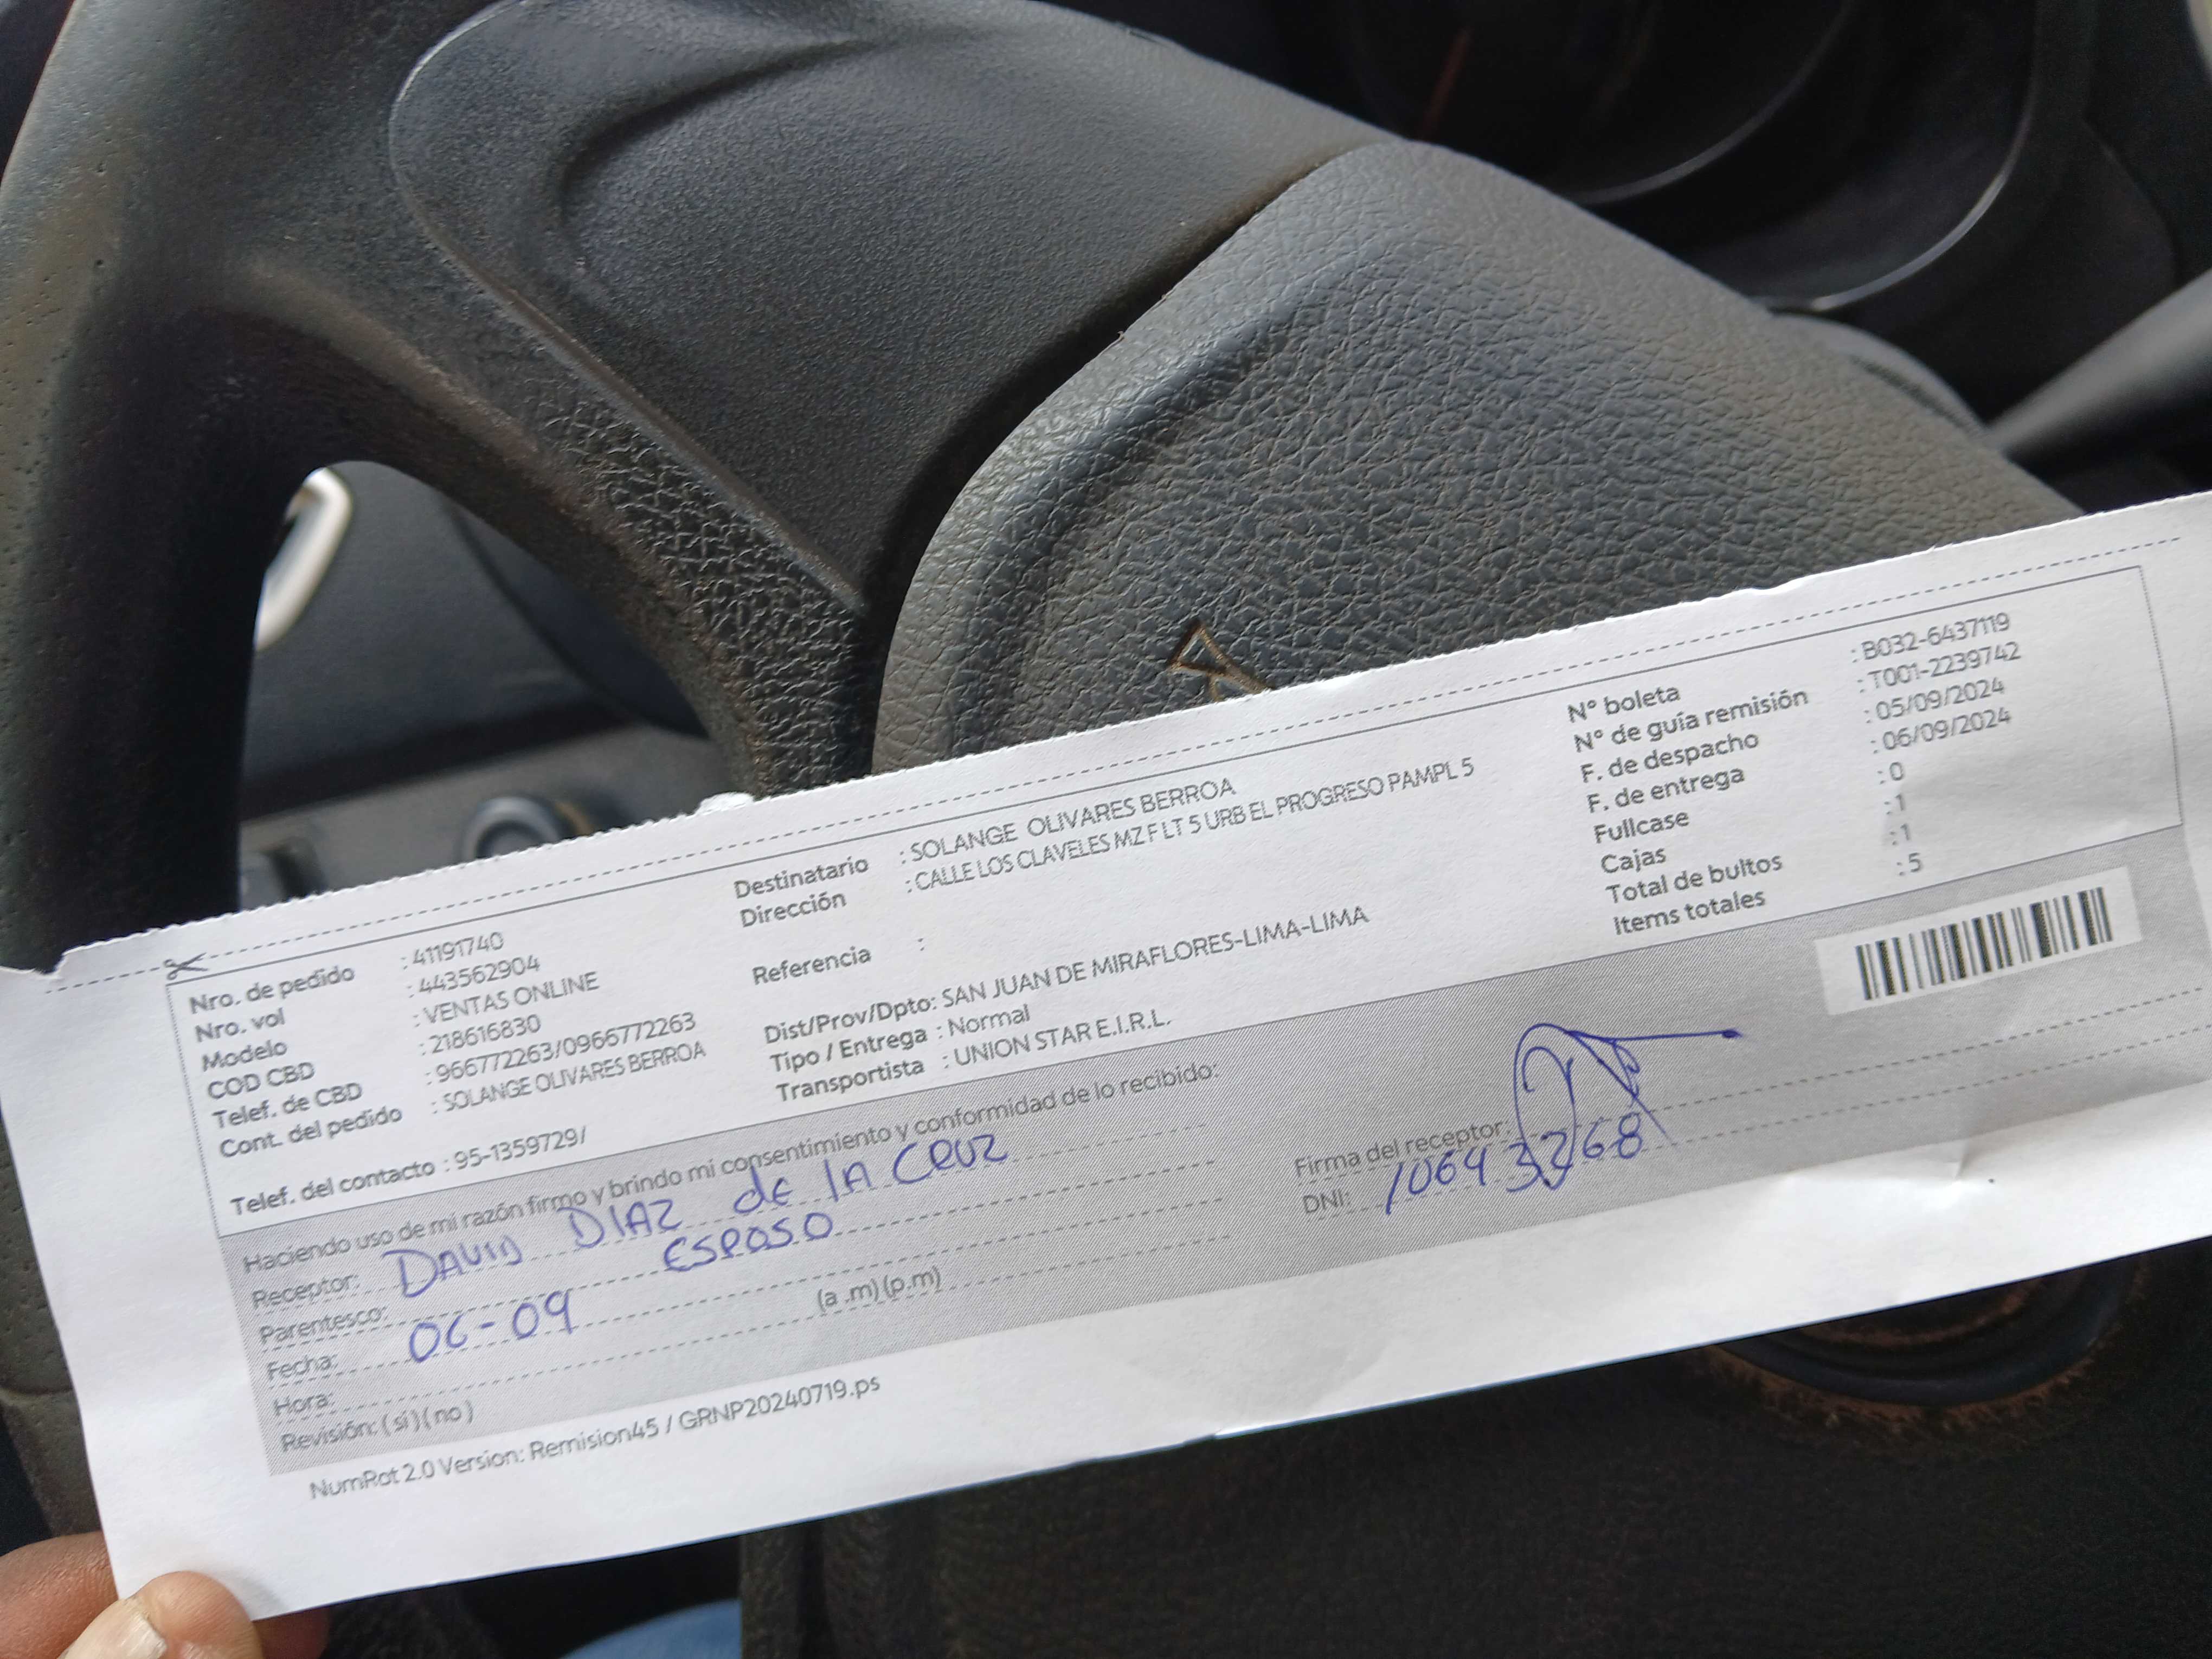 Nro. de pedido : 41191740
Nro. vol : 443562904
Modelo : VENTAS ONLINE
COD CBD : 218616830
Telef. de CBD : 966772263/0966772263
Cont. del pedido : SOLANGE OLIVARES BERROA
Telef. del contacto : 95-1359729/
Destinatario : SOLANGE OLIVARES BERROA
Dirección : CALLE LOS CLAVELES MZ F LT 5 URB EL PROGRESO PAMPL 5
Referencia :
Dist/Prov/Dpto: SAN JUAN DE MIRAFLORES-LIMA-LIMA
Tipo / Entrega : Normal
Transportista : UNION STAR E.I.R.L.
N° boleta : B032-6437119
N° de guía remisión : T001-2239742
F. de despacho : 05/09/2024
F. de entrega : 06/09/2024
Fullcase : 0
Cajas : 1
Total de bultos : 1
Items totales : 5
Haciendo uso de mi razón firmo y brindo mi consentimiento y conformidad de lo recibido:
Receptor: DAVID DIAZ de lA CRUZ
Parentesco: ESPOSO
Fecha: 06-09
Hora: (a .m) (p.m)
Revisión: ( si ) ( no )
Firma del receptor:
DNI: 10643268
NumRot 2.0 Version: Remision45 / GRNP20240719.ps